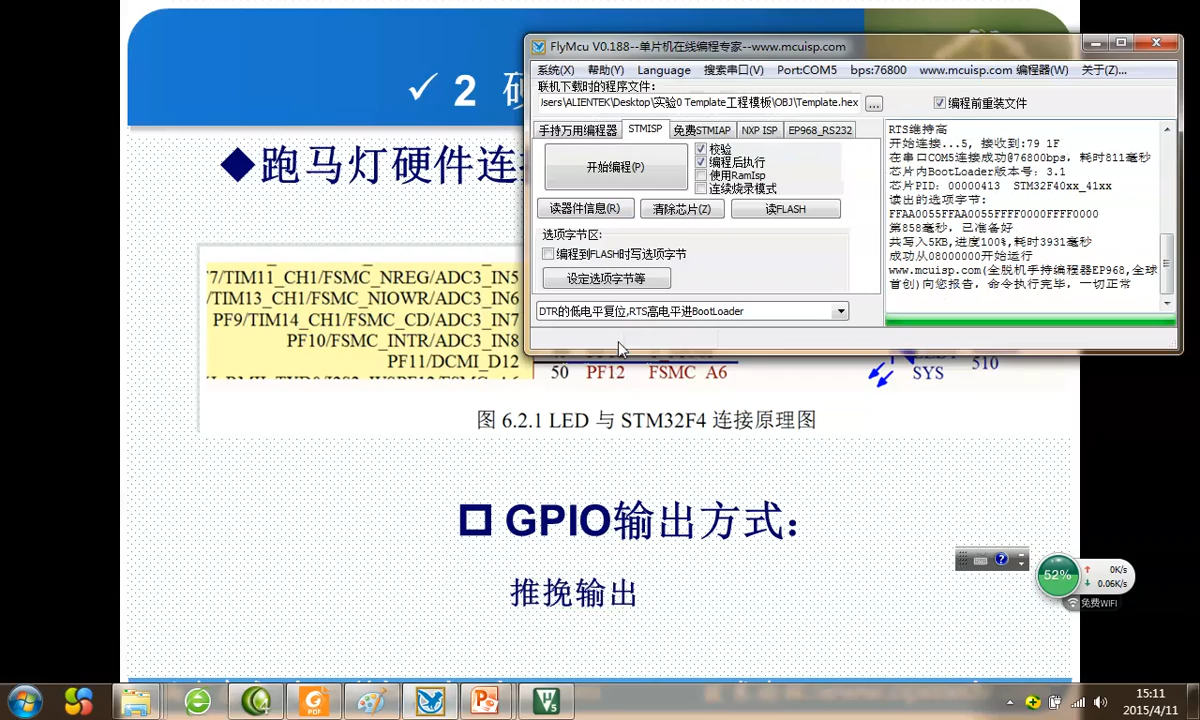 ✓ 2 硬
◆跑马灯硬件连
FlyMcu V0.188--单片机在线编程专家--www.mcuisp.com
系统(X) 帮助(Y) Language 搜索串口(V) Port:COM5 bps:76800 www.mcuisp.com 编程器(W) 关于(Z)...
联机下载时的程序文件:
Jsers\ALIENTEK\Desktop\实验0 Template工程模板\OBJ\Template.hex ... 编程前重装文件
手持万用编程器 STMISP 免费STMIAP NXP ISP EP968_RS232
开始编程(P)
校验
编程后执行
使用RamIsp
连续烧录模式
读器件信息(R) 清除芯片(Z) 读FLASH
选项字节区:
编程到FLASH时写选项字节
设定选项字节等
DTR的低电平复位,RTS高电平进BootLoader
RTS维持高
开始连接...5, 接收到:79 1F
在串口COM5连接成功@76800bps, 耗时811毫秒
芯片内BootLoader版本号: 3.1
芯片PID: 00000413 STM32F40xx_41xx
读出的选项字节:
FFAA0055FFAA0055FFFF0000FFFF0000
第858毫秒, 已准备好
共写入5KB,进度100%,耗时3931毫秒
成功从08000000开始运行
www.mcuisp.com(全脱机手持编程器EP968,全球
首创)向您报告, 命令执行完毕, 一切正常
7/TIM11_CH1/FSMC_NREG/ADC3_IN5
/TIM13_CH1/FSMC_NIOWR/ADC3_IN6
PF9/TIM14_CH1/FSMC_CD/ADC3_IN7
PF10/FSMC_INTR/ADC3_IN8
PF11/DCMI_D12
50 PF12 FSMC A6
SYS 510
图 6.2.1 LED 与 STM32F4 连接原理图
GPIO输出方式:
推挽输出
52% 0K/s
0.06K/s
免费WIFI
15:11
2015/4/11